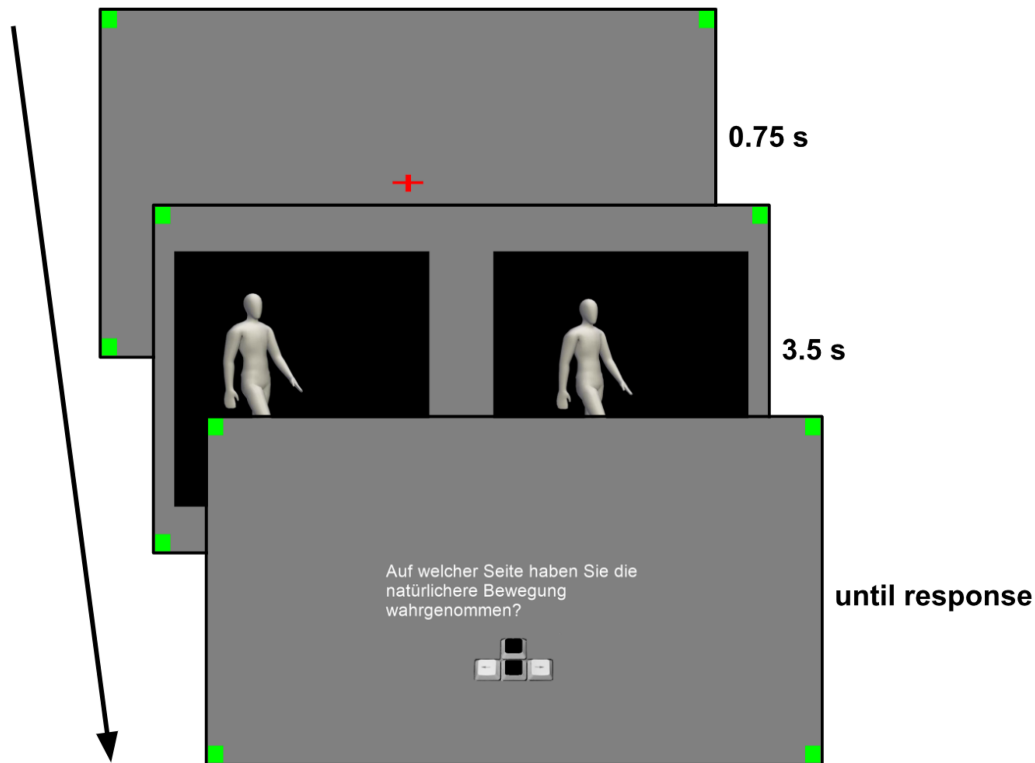 0.75 s
3.5 s
Auf welcher Seite haben Sie die
natürlichere Bewegung
wahrgenommen?
until response